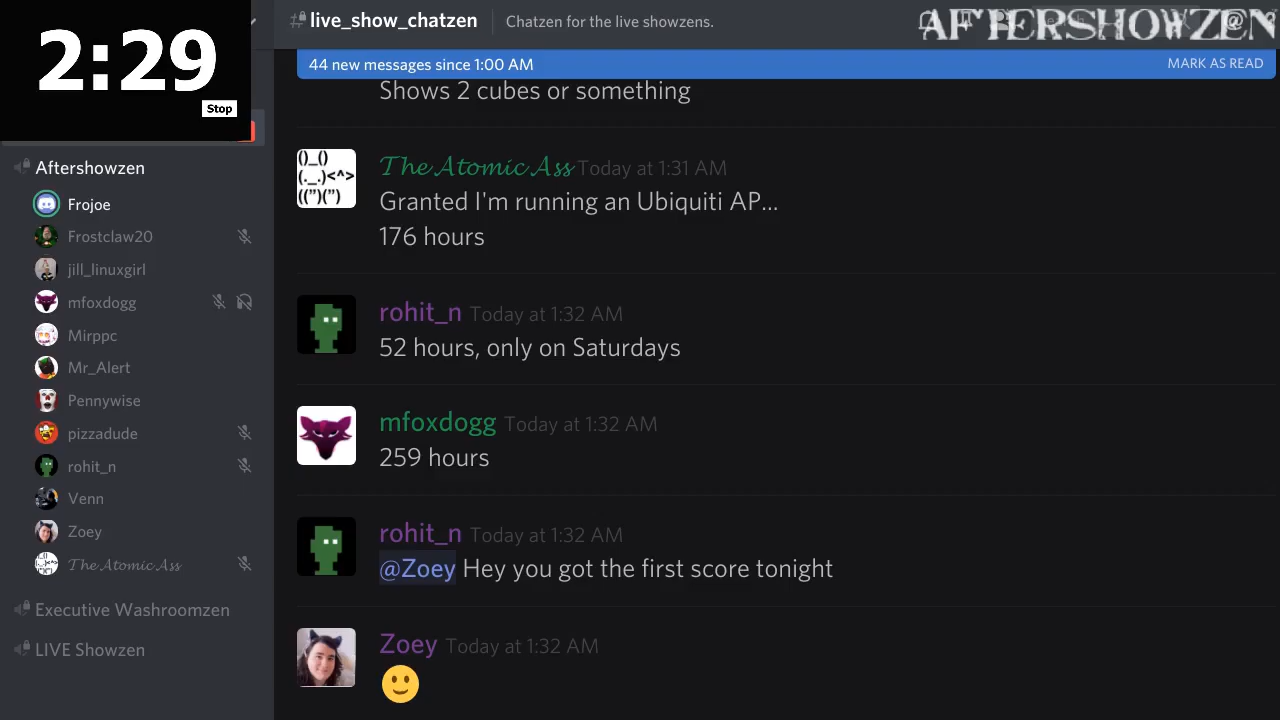 2:29
Stop
live_show_chatzen
Chatzen for the live showzens.
AFTERSHOWZEN
44 new messages since 1:00 AM
MARK AS READ
Shows 2 cubes or something
The Atomic Ass Today at 1:31 AM
Granted I'm running an Ubiquiti AP...
176 hours
rohit_n Today at 1:32 AM
52 hours, only on Saturdays
mfoxdogg Today at 1:32 AM
259 hours
rohit_n Today at 1:32 AM
@Zoey Hey you got the first score tonight
Zoey Today at 1:32 AM
Aftershowzen
Frojoe
Frostclaw20
jill_linuxgirl
mfoxdogg
Mirppc
Mr_Alert
Pennywise
pizzadude
rohit_n
Venn
Zoey
The Atomic Ass
Executive Washroomzen
LIVE Showzen